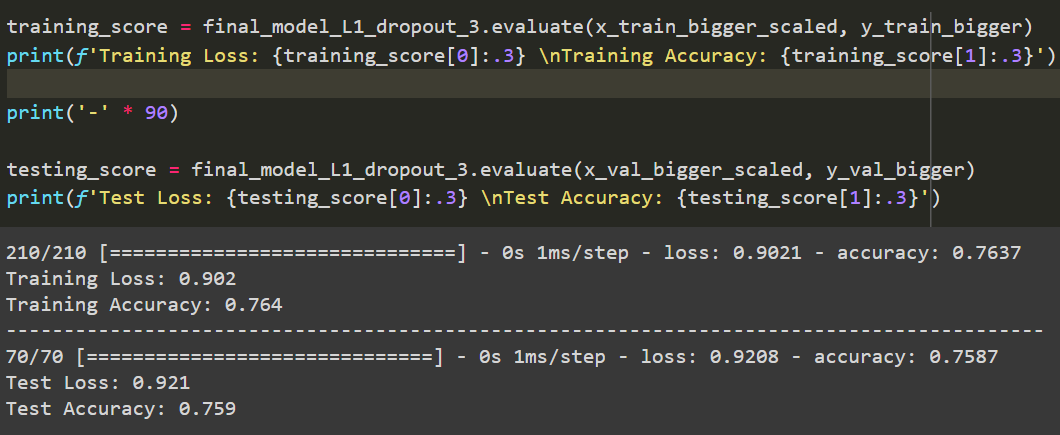 training_score = final_model_L1_dropout_3.evaluate(x_train_bigger_scaled, y_train_bigger)
print(f'Training Loss: {training_score[0]:.3} \nTraining Accuracy: {training_score[1]:.3}')
print('-' * 90)
testing_score = final_model_L1_dropout_3.evaluate(x_val_bigger_scaled, y_val_bigger)
print(f'Test Loss: {testing_score[0]:.3} \nTest Accuracy: {testing_score[1]:.3}')
210/210 [==============================] - 0s 1ms/step - loss: 0.9021 - accuracy: 0.7637
Training Loss: 0.902
Training Accuracy: 0.764
------------------------------------------------------------------------------------------
70/70 [==============================] - 0s 1ms/step - loss: 0.9208 - accuracy: 0.7587
Test Loss: 0.921
Test Accuracy: 0.759